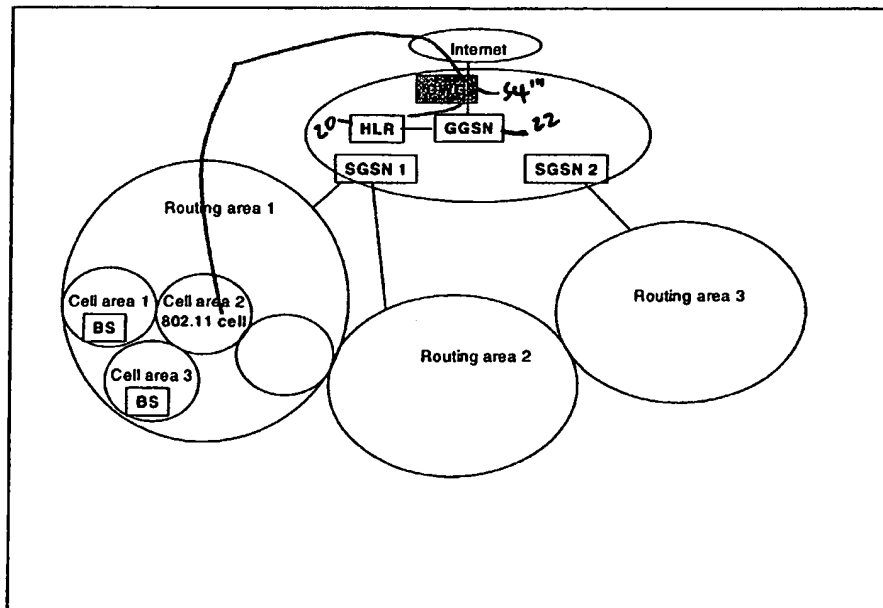 Internet
54'''
20
HLR
GGSN
22
SGSN 1
SGSN 2
Routing area 1
Cell area 1
BS
Cell area 2
802.11 cell
Cell area 3
BS
Routing area 2
Routing area 3